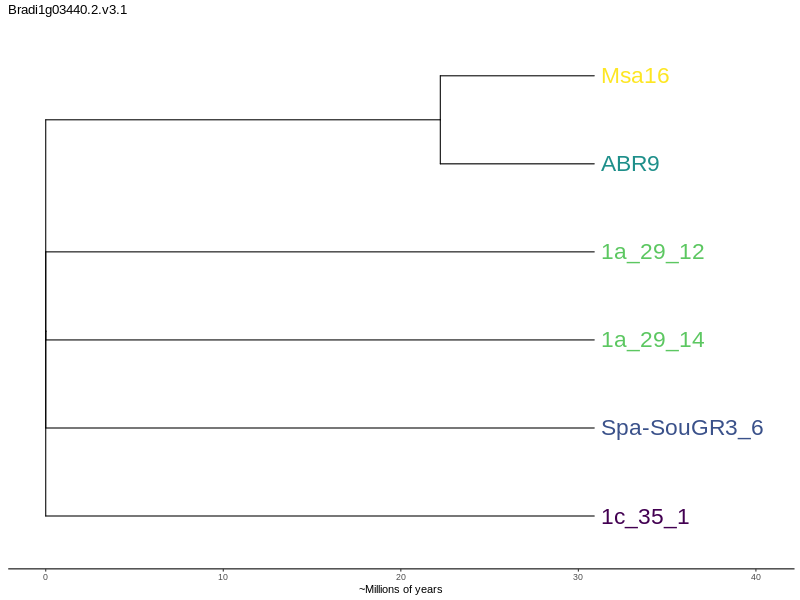 Bradi1g03440.2.v3.1
Msa16
ABR9
1a_29_12
1a_29_14
Spa-SouGR3_6
1c_35_1
0 10 20 30 40
~Millions of years